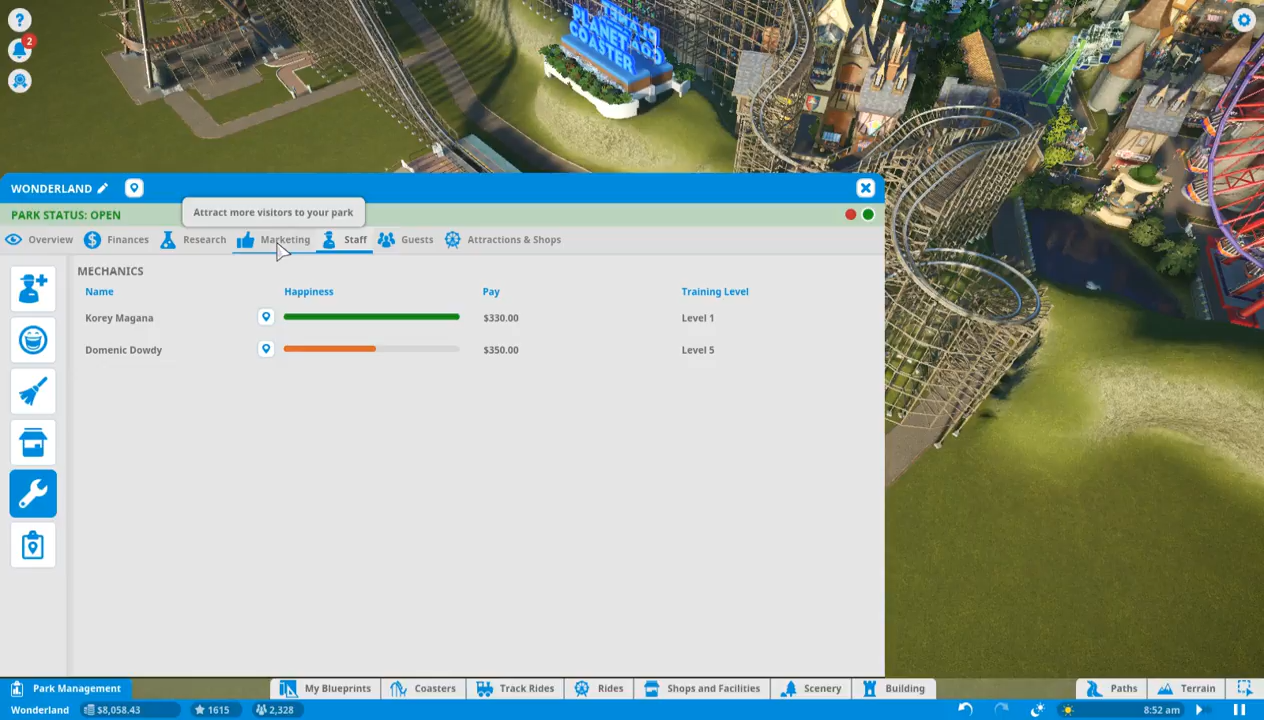 ?
2
PLANET
COASTER
WONDERLAND
PARK STATUS: OPEN
Attract more visitors to your park
Overview Finances Research Marketing Staff Guests Attractions & Shops
MECHANICS
Name Happiness Pay Training Level
Korey Magana $330.00 Level 1
Domenic Dowdy $350.00 Level 5
Park Management My Blueprints Coasters Track Rides Rides Shops and Facilities Scenery Building Paths Terrain
Wonderland $8,058.43 1615 2,328 8:52 am